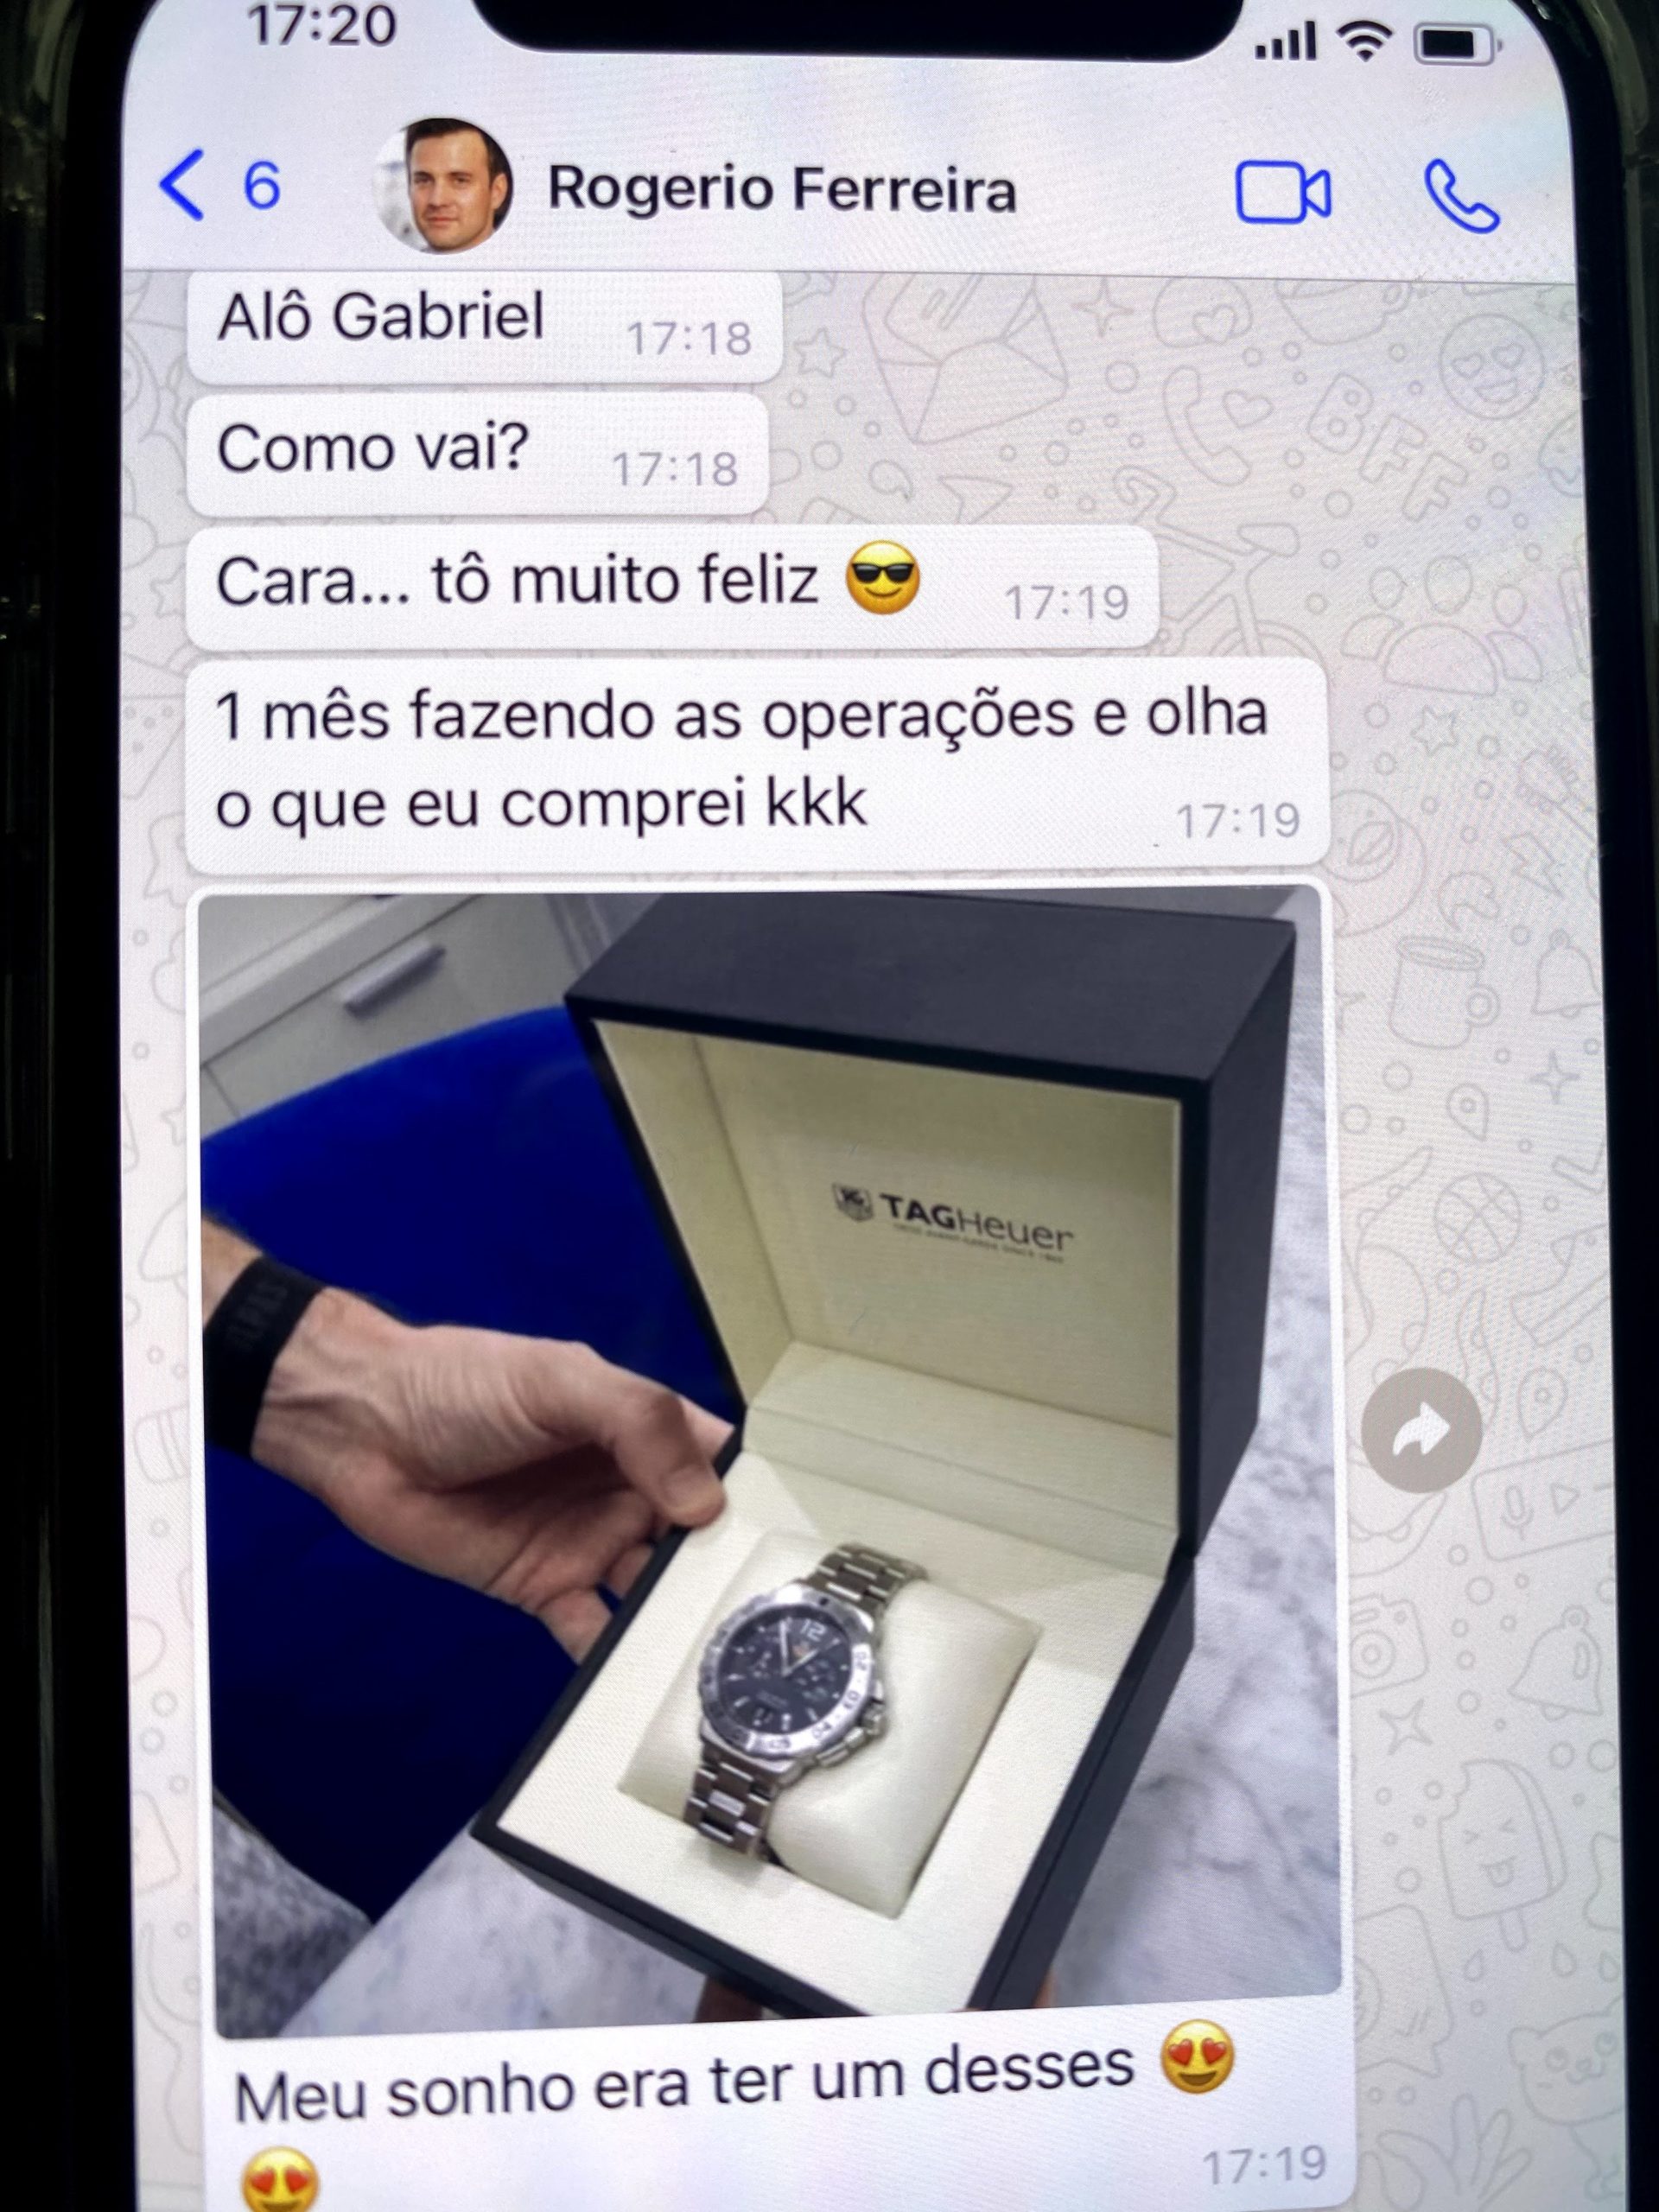 17:20
6
Rogerio Ferreira
Alô Gabriel 17:18
Como vai? 17:18
Cara... tô muito feliz 😎 17:19
1 mês fazendo as operações e olha
o que eu comprei kkk 17:19
TAGHeuer
12
Meu sonho era ter um desses 😍
😍 17:19